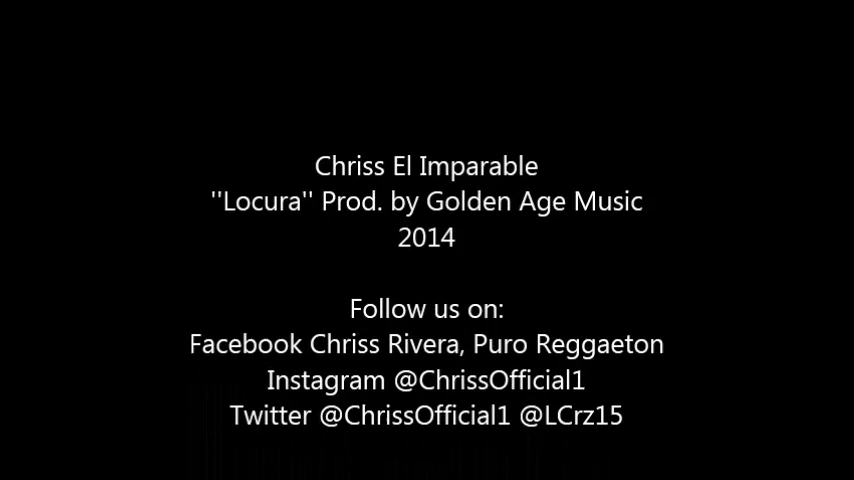 Chriss El Imparable
''Locura'' Prod. by Golden Age Music
2014
Follow us on:
Facebook Chriss Rivera, Puro Reggaeton
Instagram @ChrissOfficial1
Twitter @ChrissOfficial1 @LCrz15